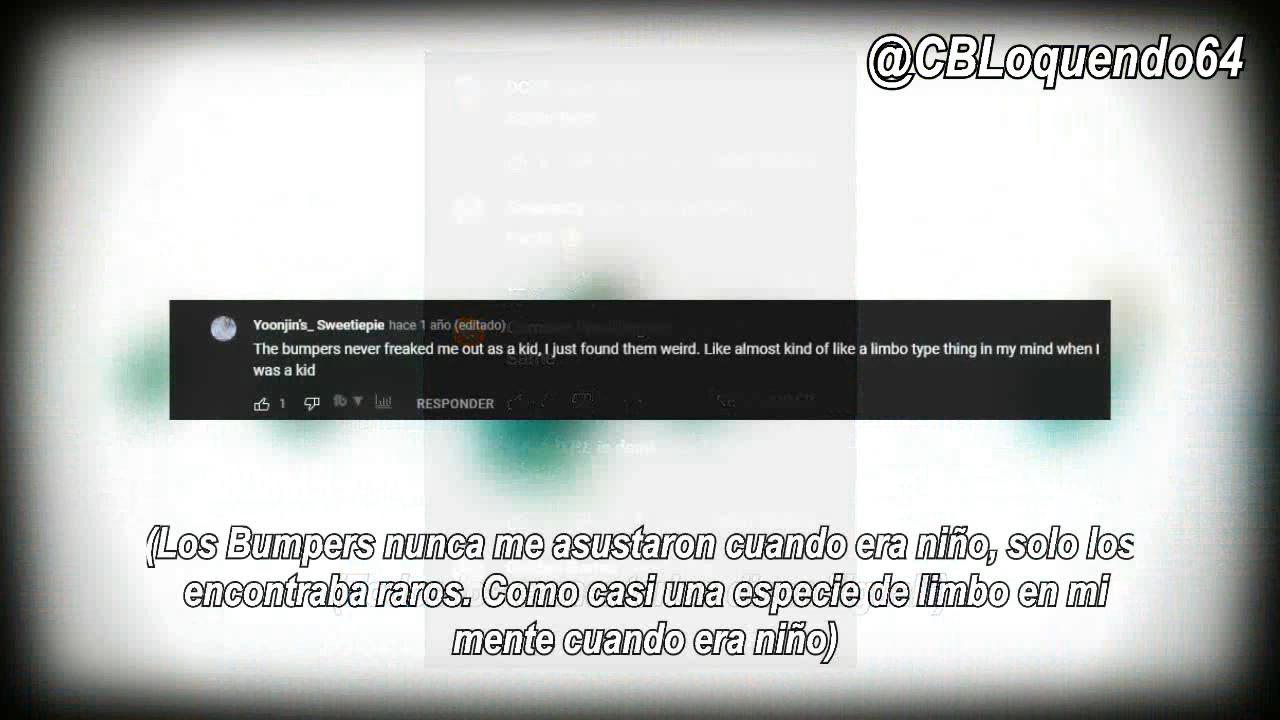 @CBLoquendo64
Yoonjin's_ Sweetiepie hace 1 año (editado)
The bumpers never freaked me out as a kid, I just found them weird. Like almost kind of like a limbo type thing in my mind when I
was a kid
1 RESPONDER
(Los Bumpers nunca me asustaron cuando era niño, solo los
encontraba raros. Como casi una especie de limbo en mi
mente cuando era niño)